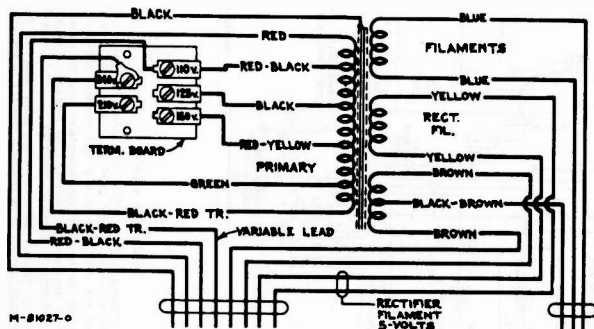 BLACK
BLUE
RED
FILAMENTS
110v.
RED-BLACK
240v.
BLUE
125v.
BLACK
YELLOW
210v.
RECT.
FIL.
150v.
RED-YELLOW
TERM. BOARD
PRIMARY
YELLOW
BROWN
GREEN
BLACK-RED TR.
BLACK-BROWN
BLACK-RED TR.
VARIABLE LEAD
RED-BLACK
BROWN
M-81027-0
RECTIFIER
FILAMENT
5-VOLTS